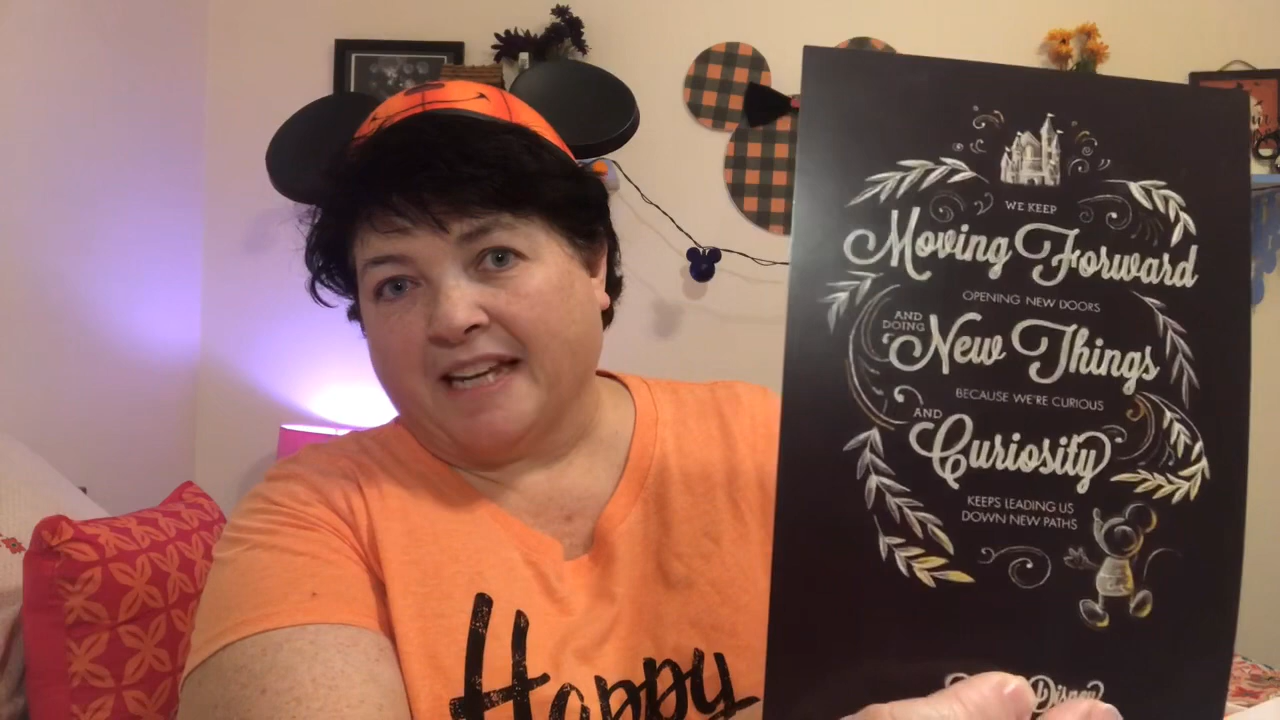 WE KEEP
Moving Forward
OPENING NEW DOORS
AND DOING New Things
BECAUSE WE'RE CURIOUS
AND Curiosity
KEEPS LEADING US
DOWN NEW PATHS
Disney
Happy